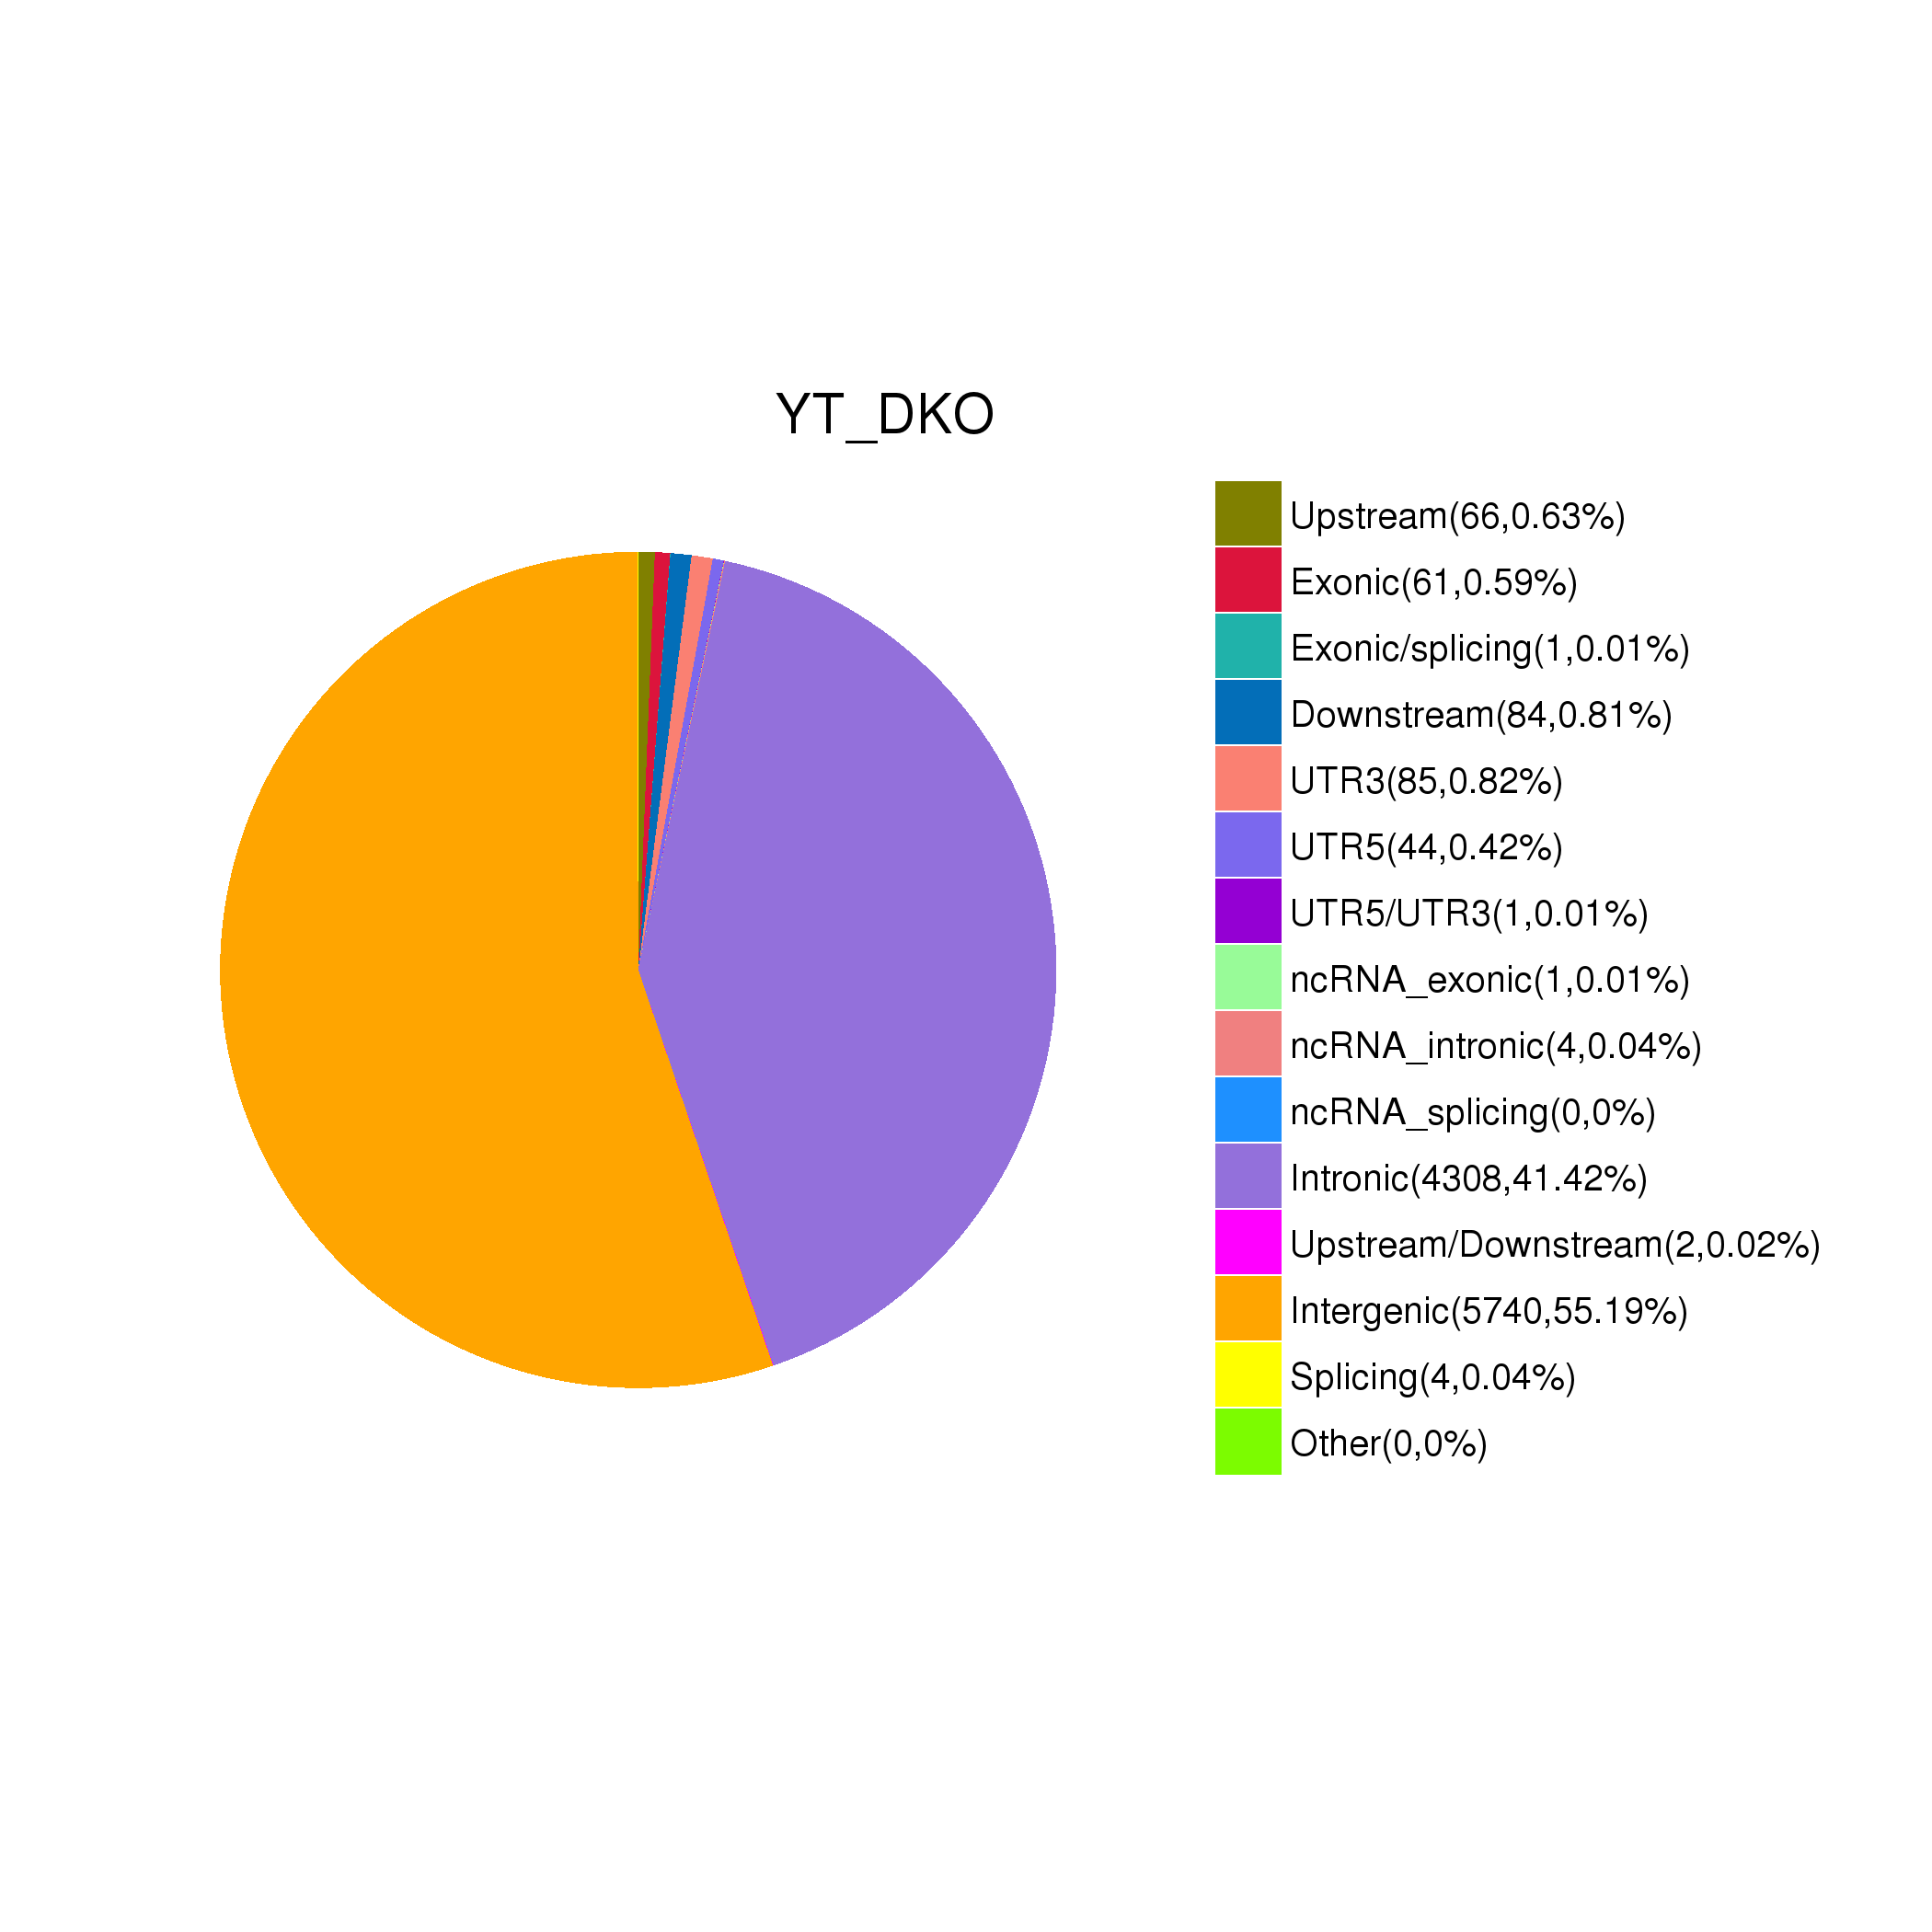 YT_DKO
Upstream(66,0.63%)
Exonic(61,0.59%)
Exonic/splicing(1,0.01%)
Downstream(84,0.81%)
UTR3(85,0.82%)
UTR5(44,0.42%)
UTR5/UTR3(1,0.01%)
ncRNA_exonic(1,0.01%)
ncRNA_intronic(4,0.04%)
ncRNA_splicing(0,0%)
Intronic(4308,41.42%)
Upstream/Downstream(2,0.02%)
Intergenic(5740,55.19%)
Splicing(4,0.04%)
Other(0,0%)